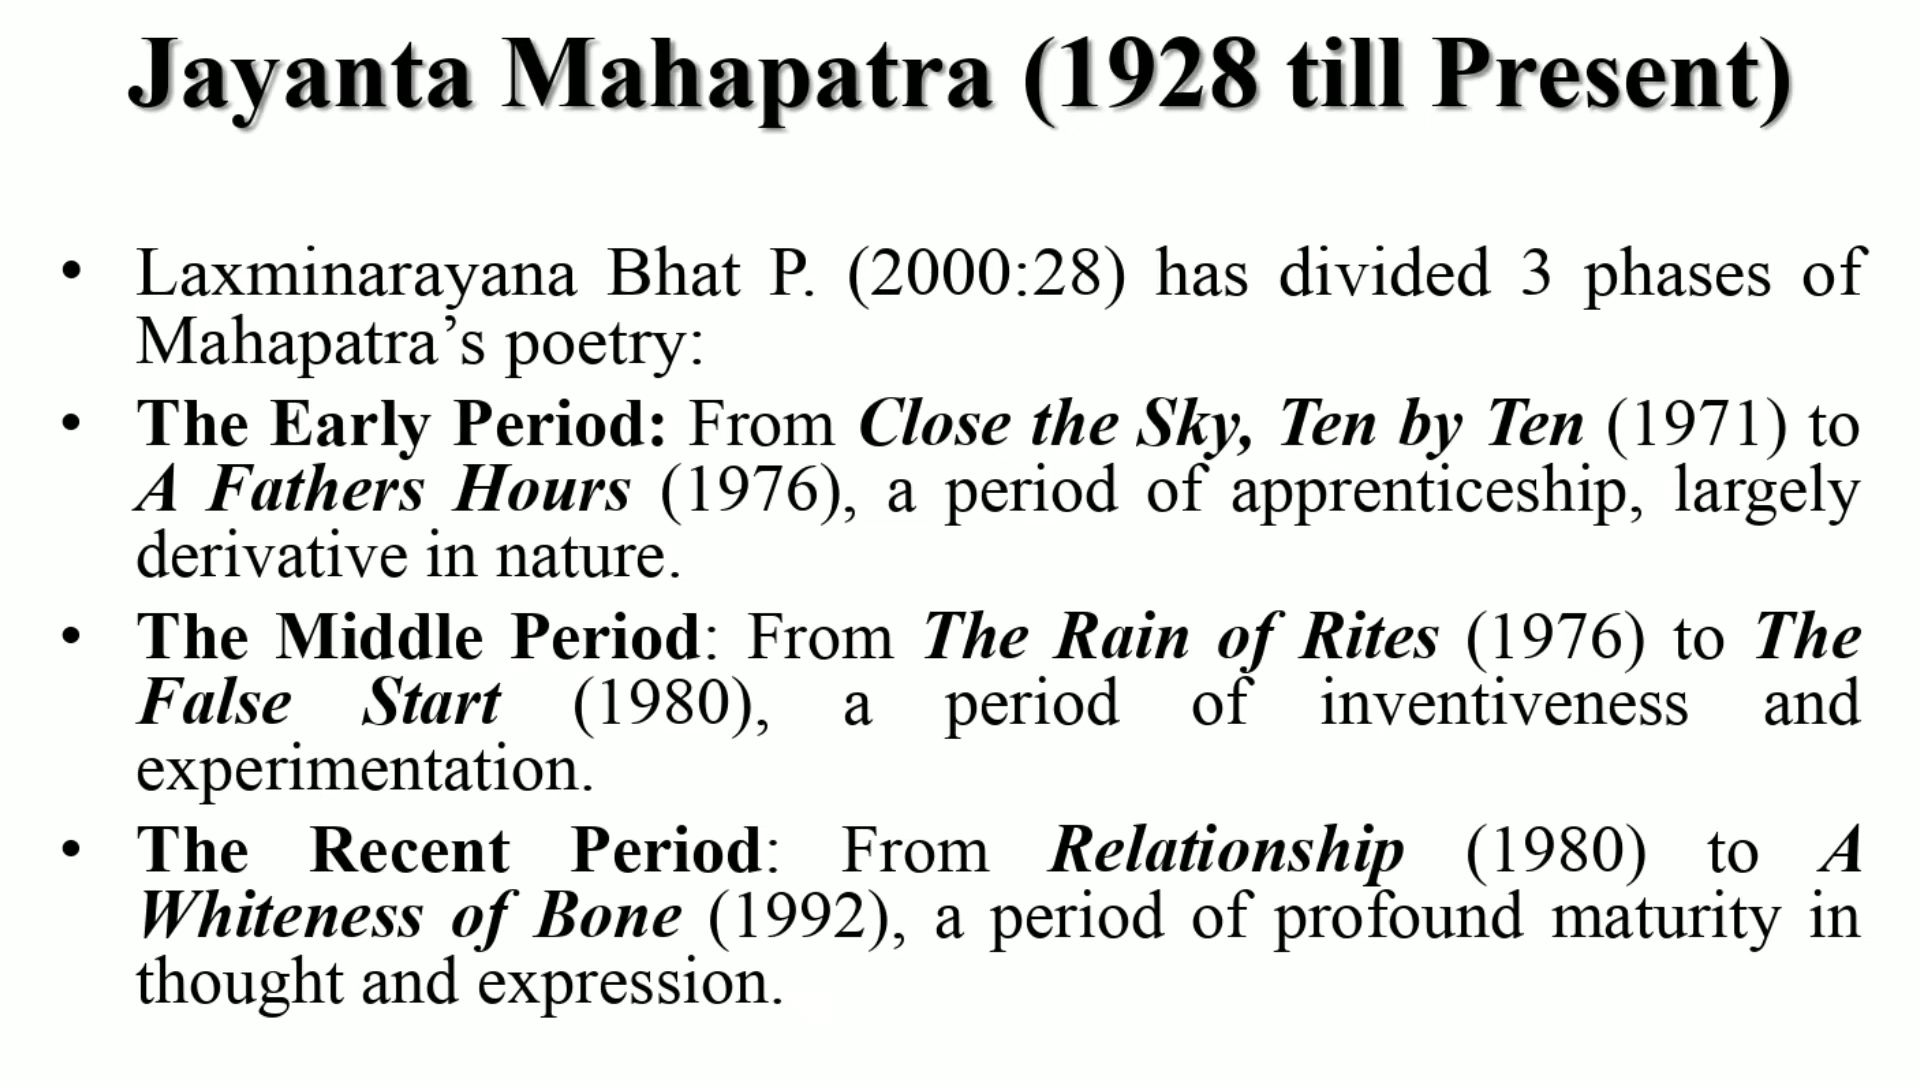 Jayanta Mahapatra (1928 till Present)
• Laxminarayana Bhat P. (2000:28) has divided 3 phases of
Mahapatra’s poetry:
• The Early Period: From Close the Sky, Ten by Ten (1971) to
A Fathers Hours (1976), a period of apprenticeship, largely
derivative in nature.
• The Middle Period: From The Rain of Rites (1976) to The
False Start (1980), a period of inventiveness and
experimentation.
• The Recent Period: From Relationship (1980) to A
Whiteness of Bone (1992), a period of profound maturity in
thought and expression.